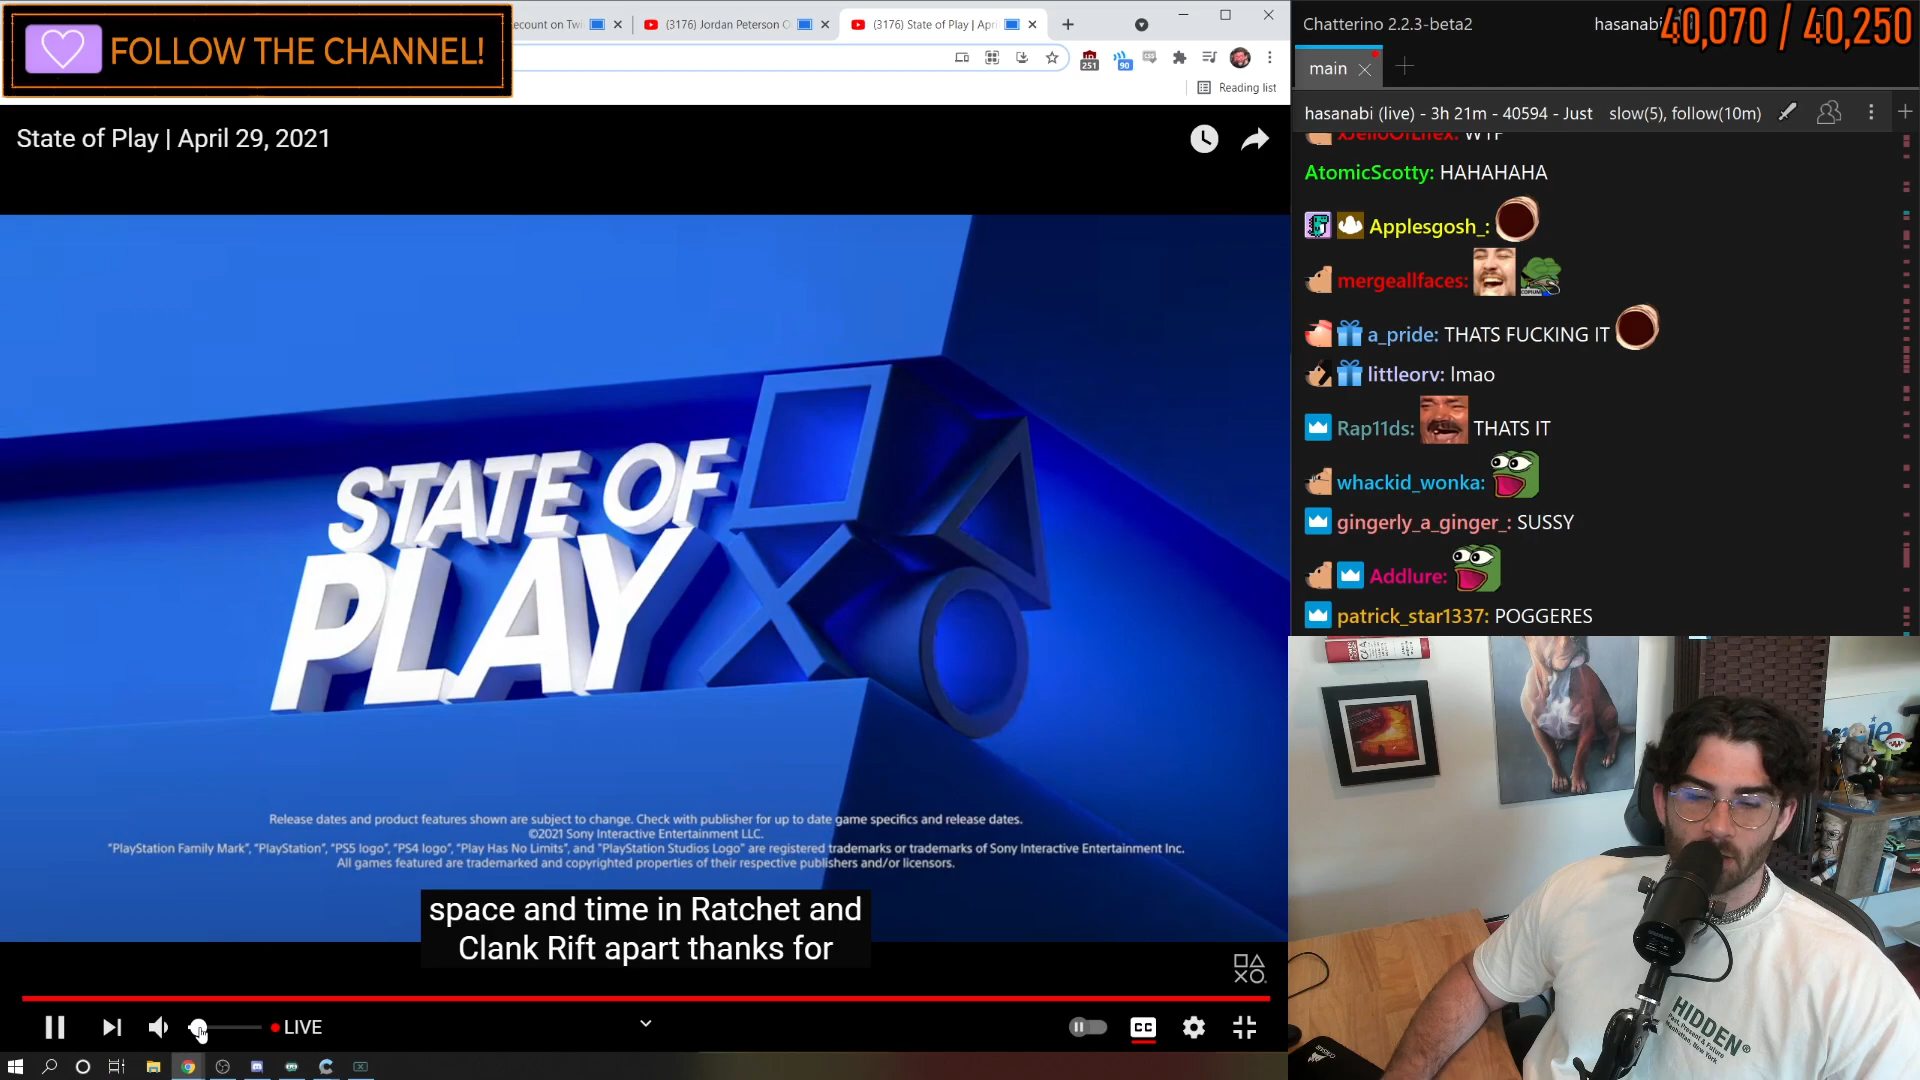 FOLLOW THE CHANNEL!
ecount on Twi
(3176) Jordan Peterson
(3176) State of Play | Apr
251
90
Reading list
State of Play | April 29, 2021
STATE OF
PLAY
Release dates and product features shown are subject to change. Check with publisher for up to date game specifics and release dates.
©2021 Sony Interactive Entertainment LLC.
"PlayStation Family Mark", "PlayStation", "PS5 logo", "PS4 logo", "Play Has No Limits", and "PlayStation Studios Logo" are registered trademarks or trademarks of Sony Interactive Entertainment Inc.
All games featured are trademarked and copyrighted properties of their respective publishers and/or licensors.
space and time in Ratchet and
Clank Rift apart thanks for
LIVE
CC
Chatterino 2.2.3-beta2
hasanabi
40,070 / 40,250
main
hasanabi (live) - 3h 21m - 40594 - Just
slow(5), follow(10m)
WTF
AtomicScotty: HAHAHAHA
Applesgosh_:
mergeallfaces:
a_pride: THATS FUCKING IT
littleorv: lmao
Rap11ds: THATS IT
whackid_wonka:
gingerly_a_ginger_: SUSSY
Addlure:
patrick_star1337: POGGERES
HIDDEN